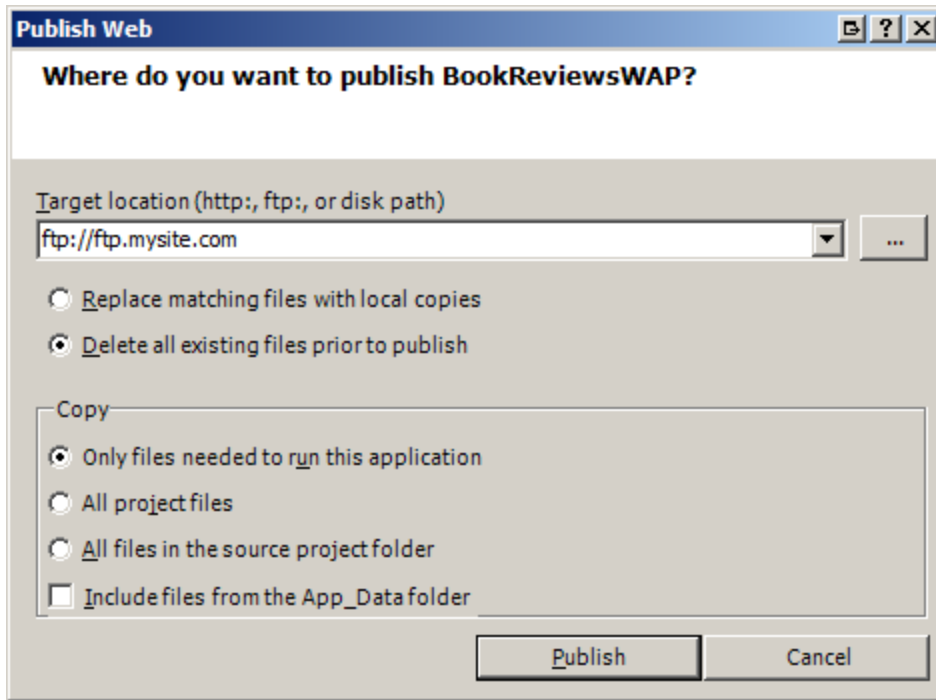 Publish Web
Where do you want to publish BookReviewsWAP?
Target location (http:, ftp:, or disk path)
ftp://ftp.mysite.com
...
Replace matching files with local copies
Delete all existing files prior to publish
Copy
Only files needed to run this application
All project files
All files in the source project folder
Include files from the App_Data folder
Publish Cancel